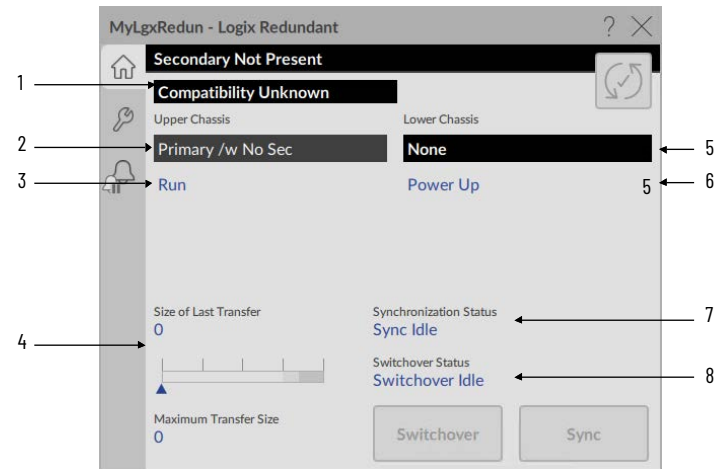 MyLgxRedun - Logix Redundant ?
Secondary Not Present
1
Compatibility Unknown
Upper Chassis Lower Chassis
2 Primary /w No Sec None 5
3 Run Power Up 5 6
Size of Last Transfer Synchronization Status
0 Sync Idle 7
4
Switchover Status
Switchover Idle 8
Maximum Transfer Size
0 Switchover Sync